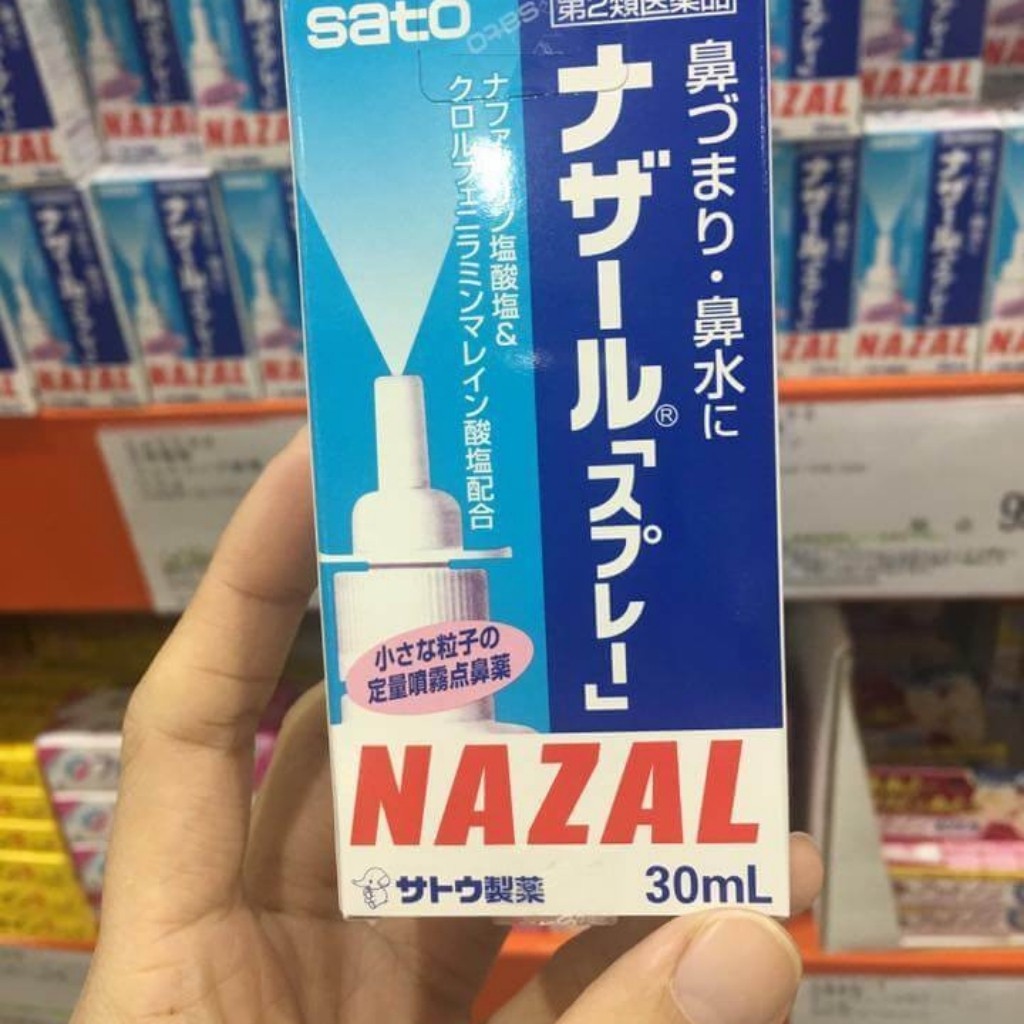 sato
第2類医薬品
鼻づまり・鼻水に
ナザール®「スプレー」
ナファゾリン塩酸塩&
クロルフェニラミンマレイン酸塩配合
小さな粒子の
定量噴霧点鼻薬
NAZAL
サトウ製薬
30mL